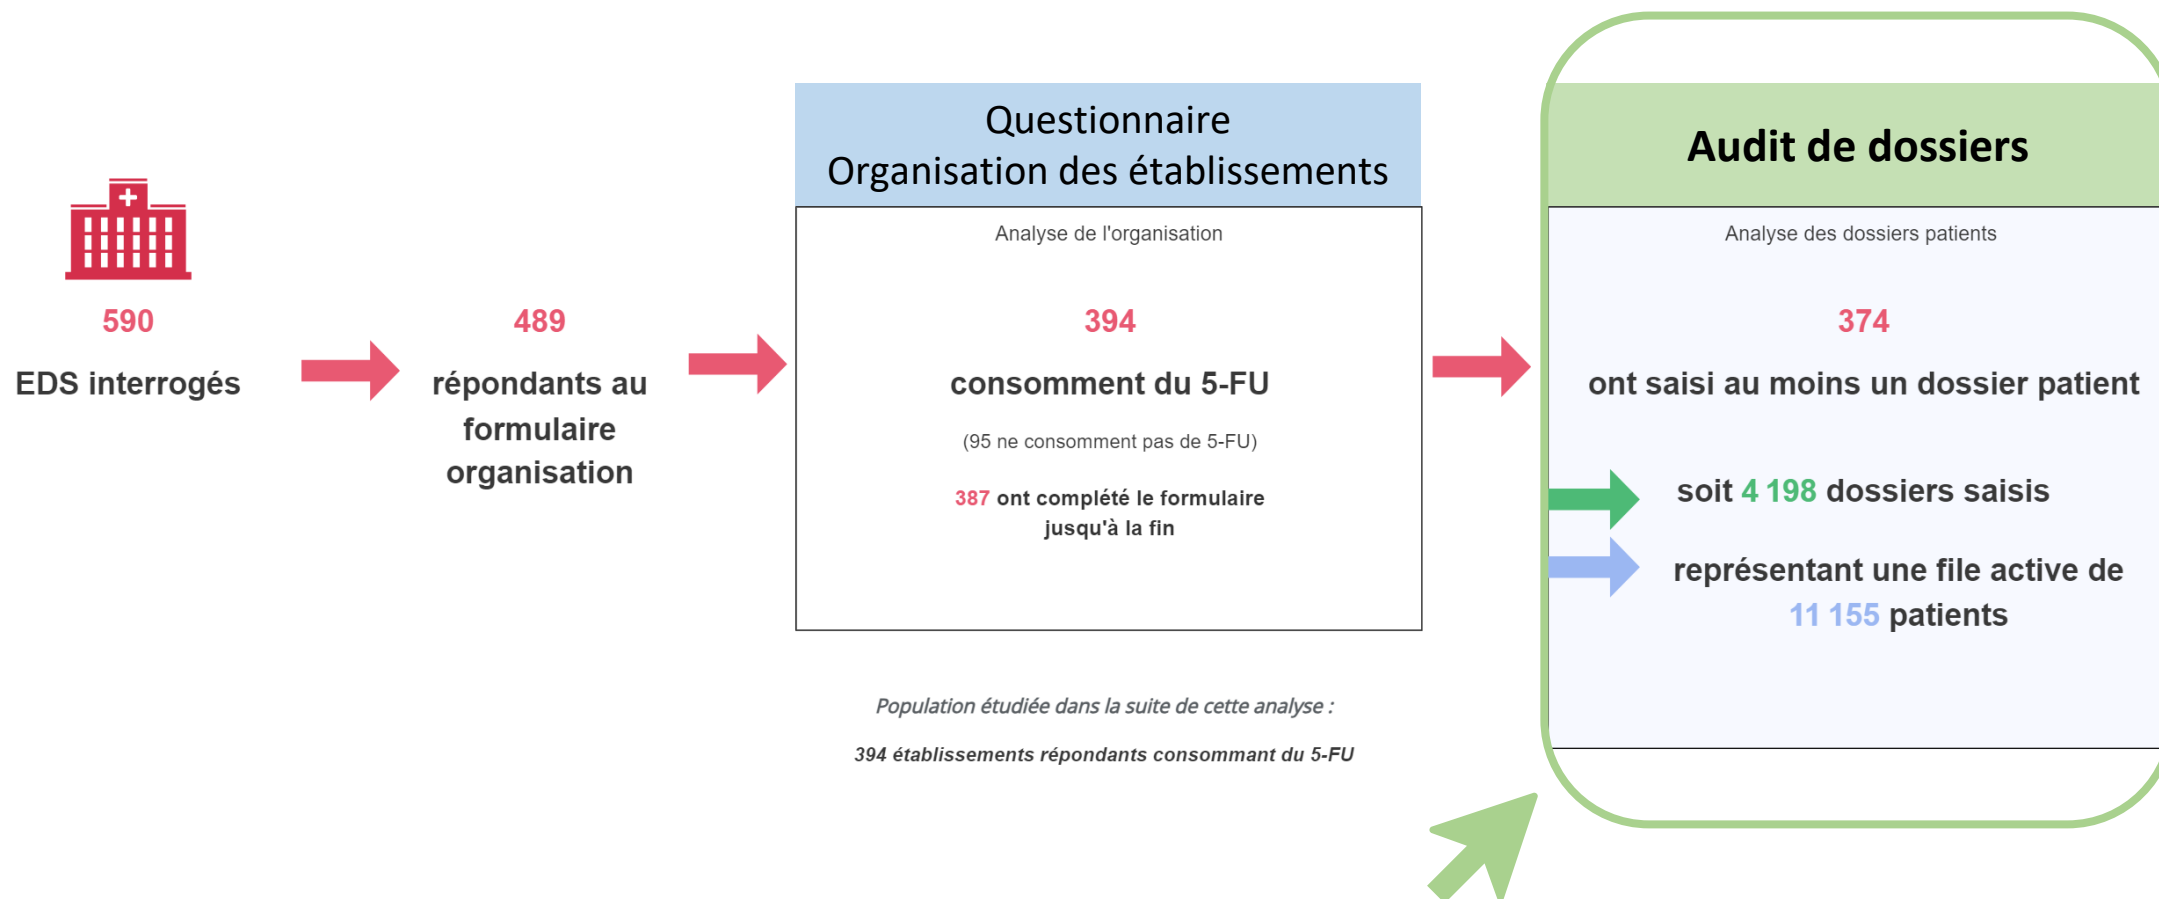 590
EDS interrogés
489
répondants au
formulaire
organisation
Questionnaire
Organisation des établissements
Analyse de l'organisation
394
consomment du 5-FU
(95 ne consomment pas de 5-FU)
387 ont complété le formulaire
jusqu'à la fin
Population étudiée dans la suite de cette analyse :
394 établissements répondants consommant du 5-FU
Audit de dossiers
Analyse des dossiers patients
374
ont saisi au moins un dossier patient
soit 4 198 dossiers saisis
représentant une file active de
11 155 patients